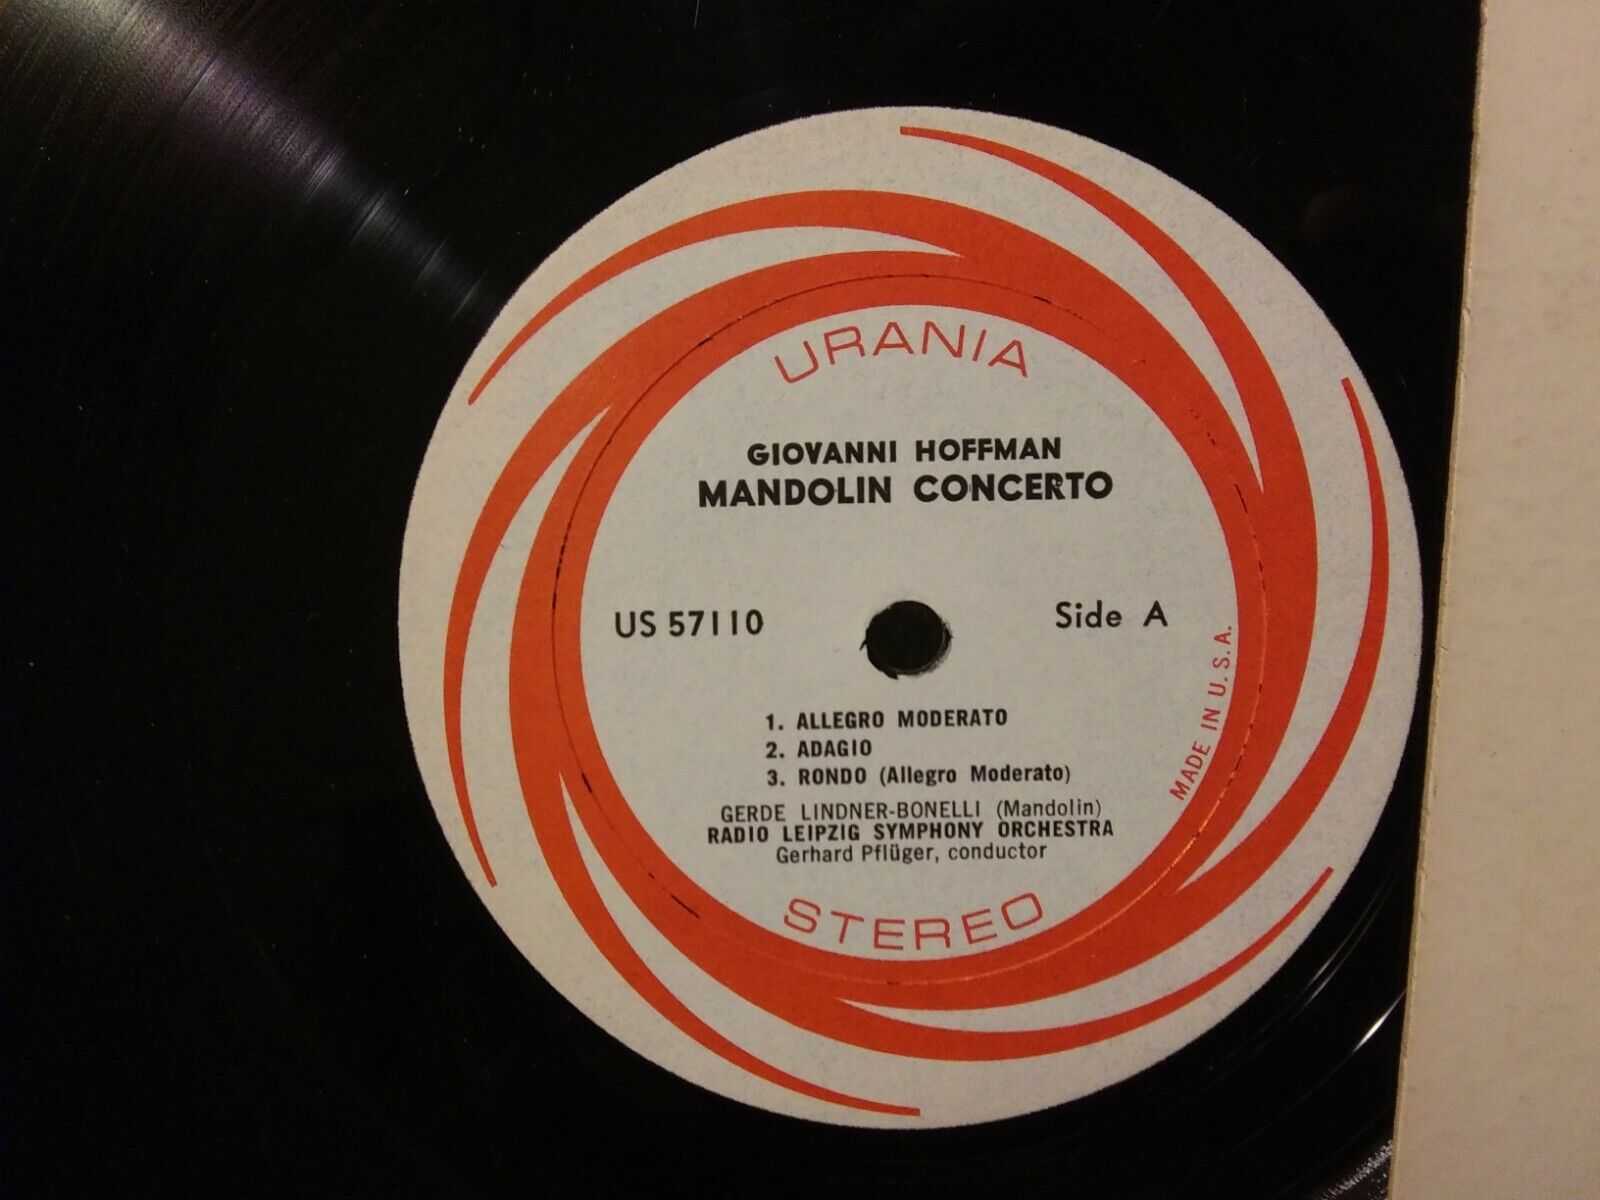 URANIA
GIOVANNI HOFFMAN
MANDOLIN CONCERTO
US 57110
Side A
1. ALLEGRO MODERATO
2. ADAGIO
3. RONDO (Allegro Moderato)
GERDE LINDNER-BONELLI (Mandolin)
RADIO LEIPZIG SYMPHONY ORCHESTRA
Gerhard Pflüger, conductor
MADE IN U. S. A.
STEREO